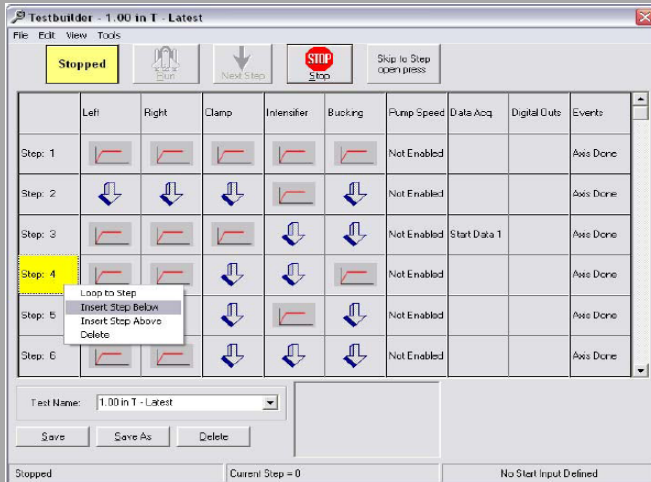 Testbuilder - 1.00 in T - Latest
File Edit View Tools
Stopped
Run
Next Step
STOP
Stop
Skip to Step
open press
Left Right Clamp Intensifier Bucking Pump Speed Data Acq Digital Outs Events
Step: 1 Not Enabled Axis Done
Step: 2 Not Enabled Axis Done
Step: 3 Not Enabled Start Data 1 Axis Done
Step: 4 Not Enabled Axis Done
Loop to Step
Insert Step Below
Insert Step Above
Delete
Step: 5 Not Enabled Axis Done
Step: 6 Not Enabled Axis Done
Test Name: 1.00 in T - Latest
Save Save As Delete
Stopped Current Step = 0 No Start Input Defined